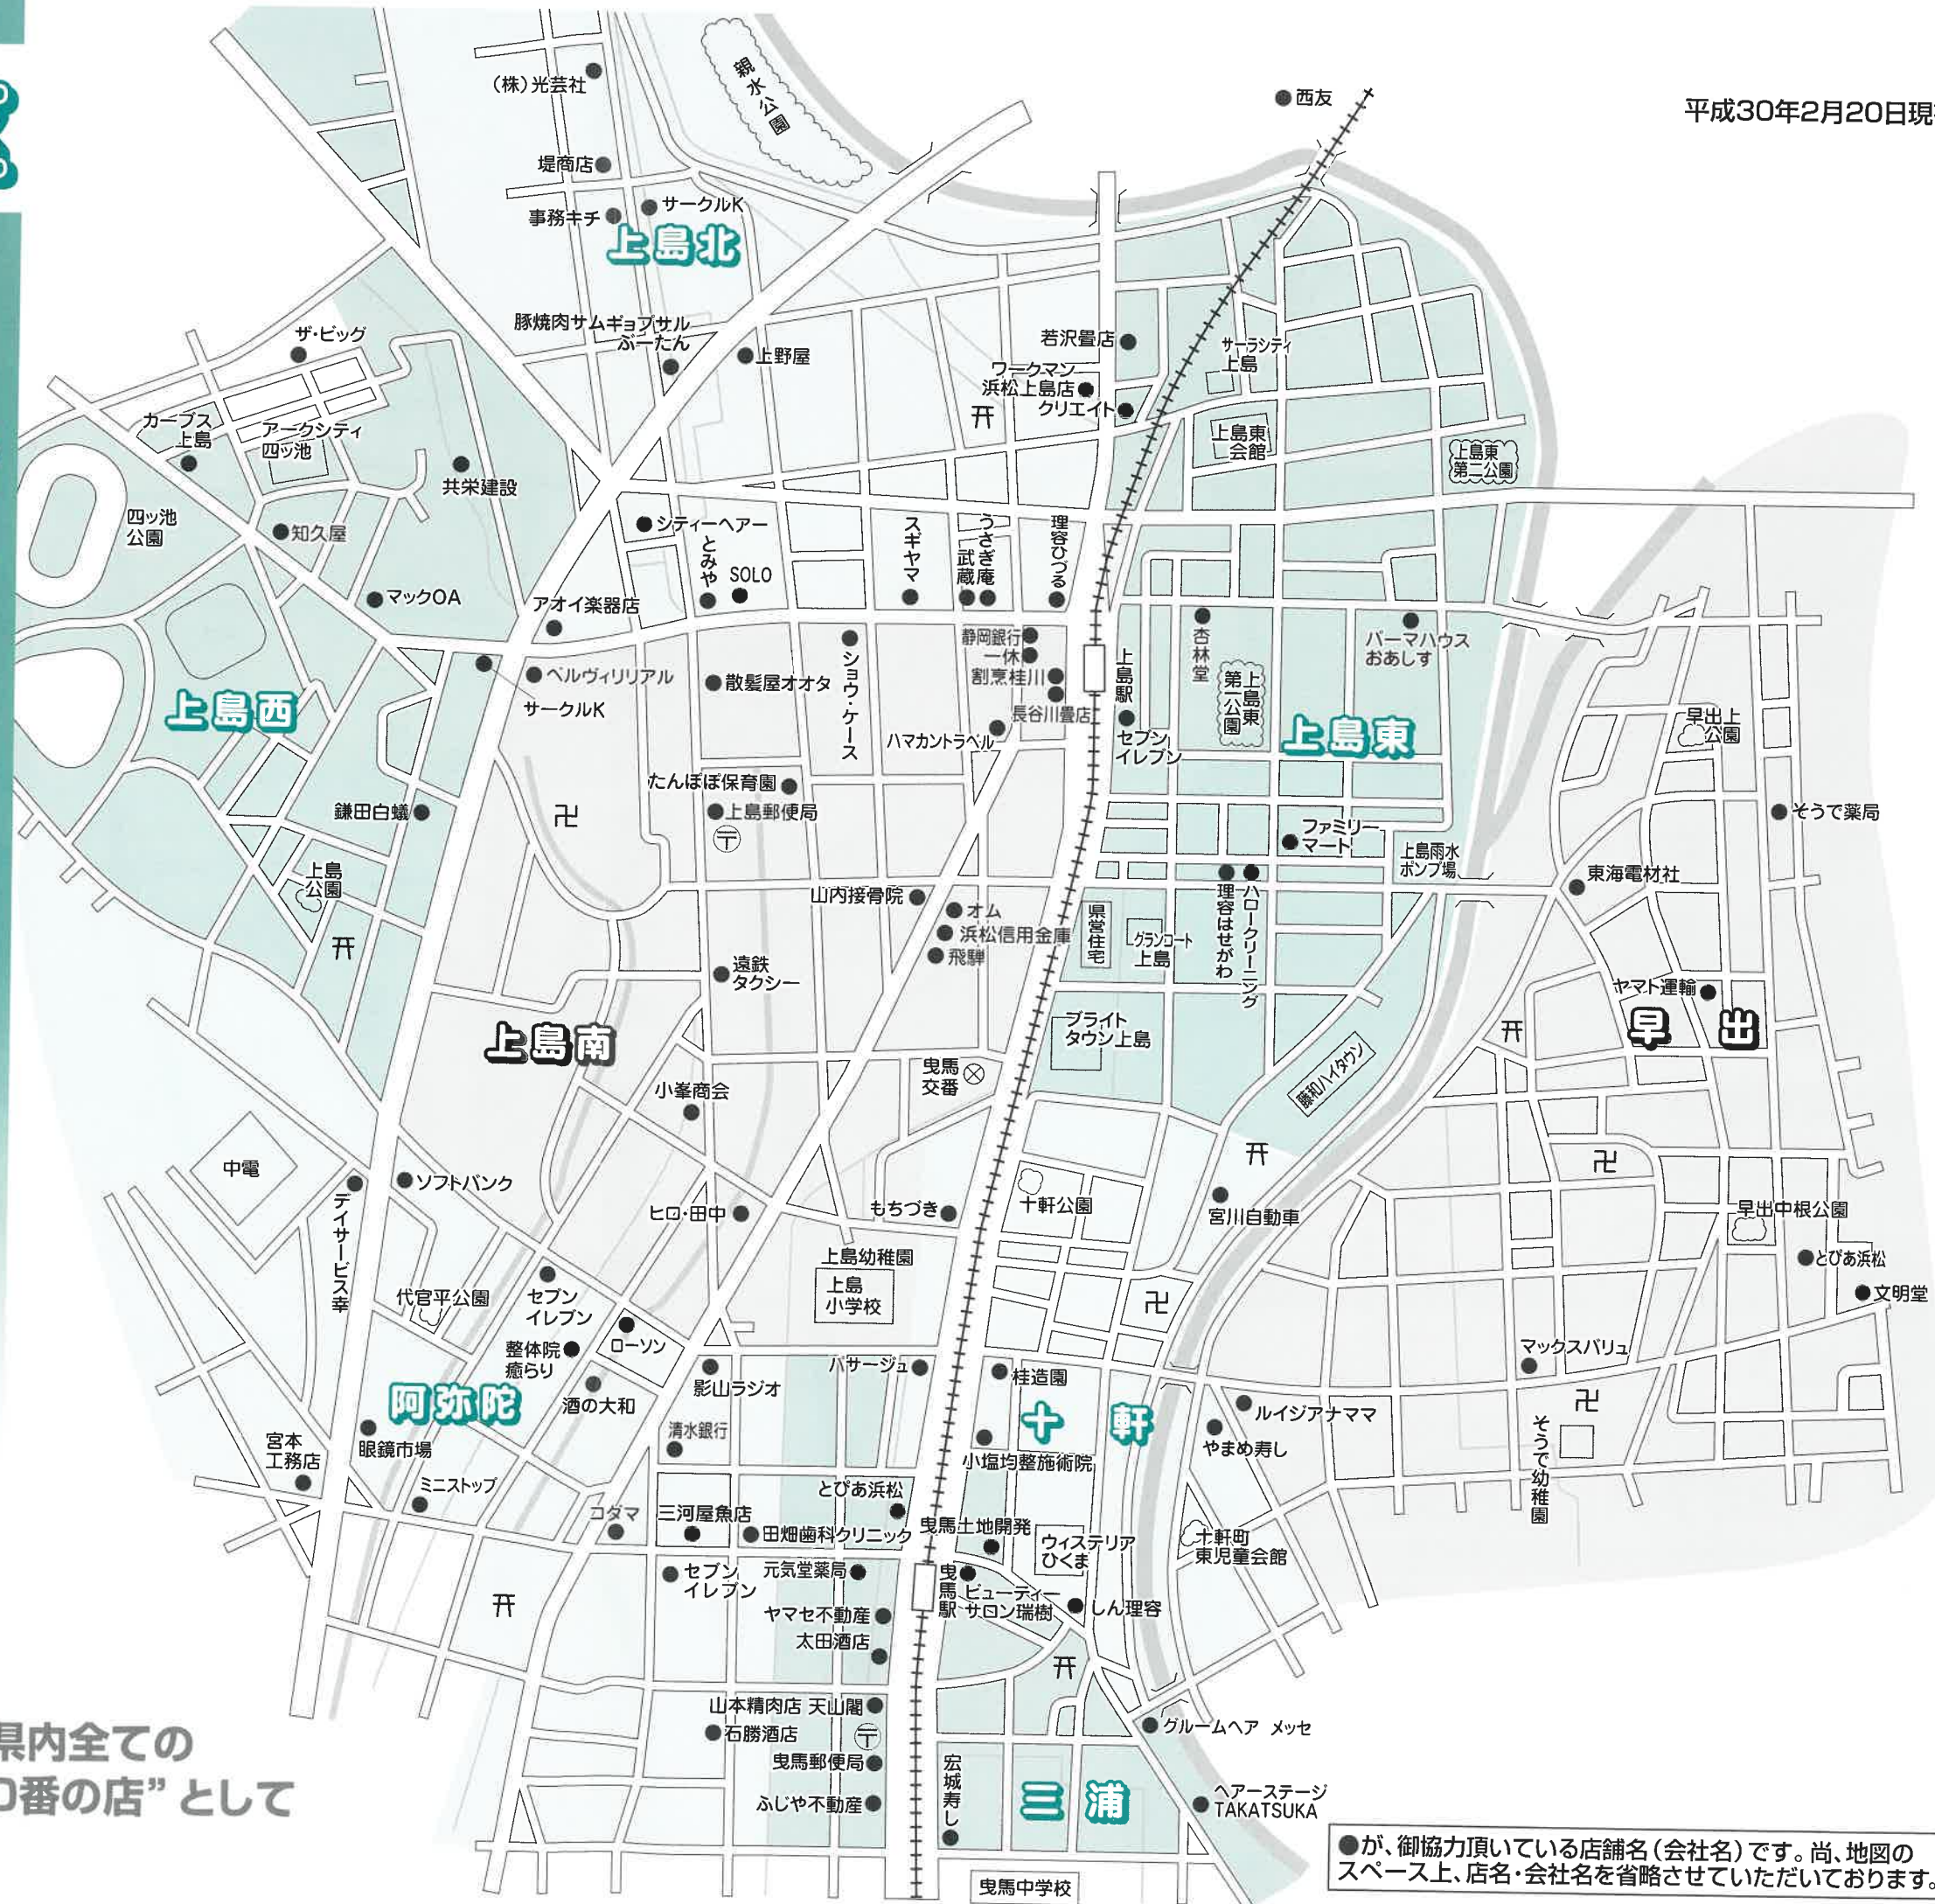 平成30年2月20日現
(株)光芸社
親水公園
西友
堤商店
事務キチ
サークルK
上島北
豚焼肉サムギョプサル
ぶーたん
上野屋
若沢畳店
ワークマン
浜松上島店
クリエイト
サーラシティ
上島
上島東
会館
上島東
第二公園
ザ・ビッグ
カーブス
上島
アークシティ
四ッ池
共栄建設
四ッ池
公園
知久屋
マックOA
シティーヘアー
とみや
SOLO
スギヤマ
武蔵
うさぎ庵
理容ひづる
アオイ楽器店
ベルヴィリリアル
サークルK
散髪屋オオタ
ショウ・ケース
静岡銀行
一休
割烹桂川
長谷川畳店
ハマカントラベル
上島駅
セブン
イレブン
杏林堂
上島東
第一公園
パーマハウス
おあしす
上島東
上島西
早出上
公園
そうで薬局
たんぽぽ保育園
上島郵便局
〒
鎌田白蟻
卍
上島
公園
ファミリー
マート
上島雨水
ポンプ場
東海電材社
山内接骨院
オム
浜松信用金庫
飛騨
県営住宅
グランコート
上島
理容はせがわ
ハロークリーニング
遠鉄
タクシー
ヤマト運輸
早出
上島南
ブライト
タウン上島
曳馬
交番
藤和ハイタウン
小峯商会
中電
デイサービス幸
ソフトバンク
ヒロ・田中
もちづき
十軒公園
宮川自動車
卍
早出中根公園
とぴあ浜松
文明堂
上島幼稚園
上島
小学校
代官平公園
セブン
イレブン
整体院
癒らり
ローソン
酒の大和
影山ラジオ
パサージュ
桂造園
卍
マックスバリュ
卍
阿弥陀
清水銀行
十軒
ルイジアナママ
やまめ寿し
そうで幼稚園
宮本
工務店
眼鏡市場
ミニストップ
小塩均整施術院
とぴあ浜松
コダマ
三河屋魚店
田畑歯科クリニック
曳馬土地開発
ウィステリア
ひくま
十軒町
東児童会館
セブン
イレブン
元気堂薬局
曳馬駅
ビューティー
サロン瑞樹
しん理容
ヤマセ不動産
太田酒店
山本精肉店 天山閣
石勝酒店
〒
曳馬郵便局
ふじや不動産
宏城寿し
三浦
グルームヘア メッセ
ヘアーステージ
TAKATSUKA
曳馬中学校
県内全ての
0番の店”として
●が、御協力頂いている店舗名(会社名)です。尚、地図の
スペース上、店名・会社名を省略させていただいております。